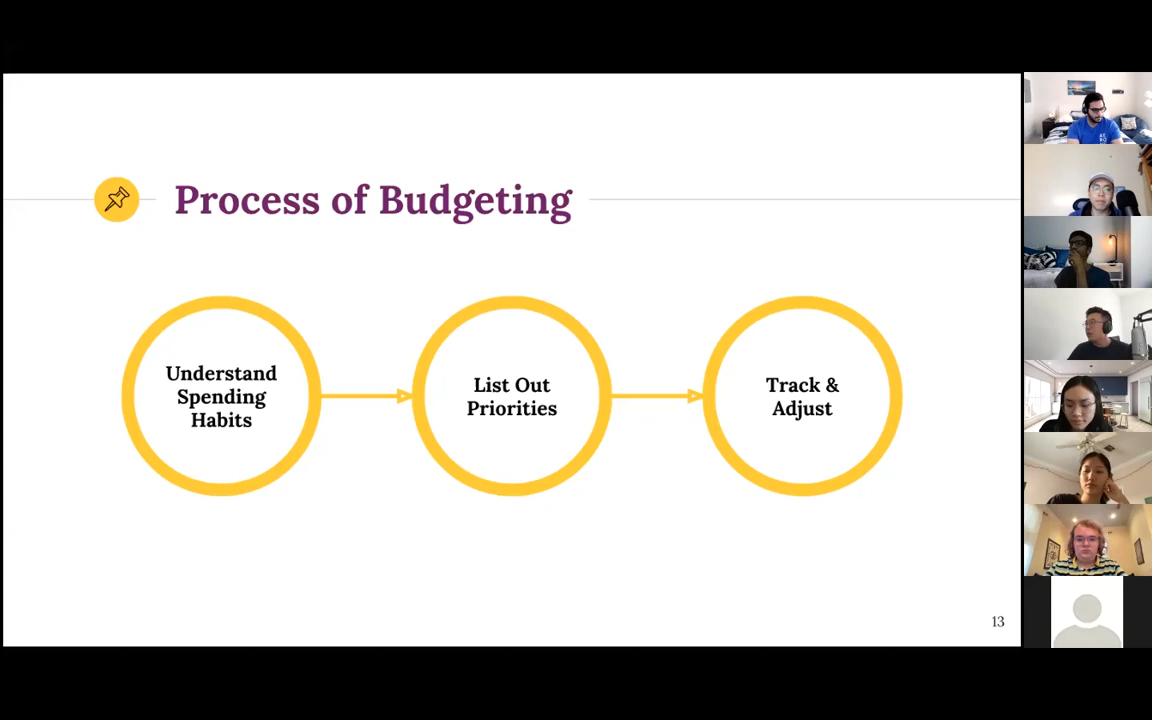 Process of Budgeting
Understand
Spending
Habits
List Out
Priorities
Track &
Adjust
13